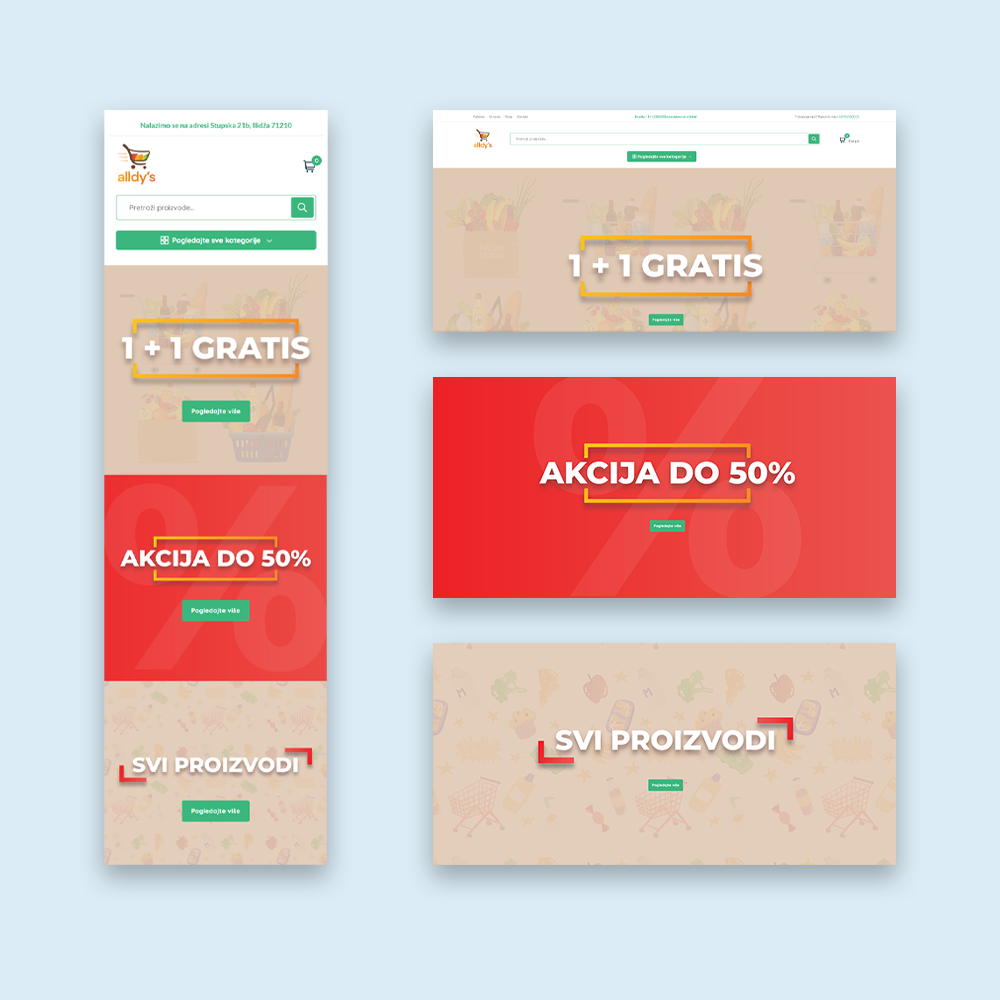 Nalazimo se na adresi Stupska 21b, Ilidža 71210
alldy's
0
Pretraži proizvode...
Pogledajte sve kategorije
1 + 1 GRATIS
Pogledajte više
AKCIJA DO 50%
Pogledajte više
SVI PROIZVODI
Pogledajte više
alldy's
Pretraži proizvode...
Pogledajte sve kategorije
1 + 1 GRATIS
Pogledajte više
AKCIJA DO 50%
Pogledajte više
SVI PROIZVODI
Pogledajte više